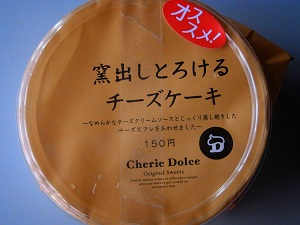 オス
スメ!
窯出しとろける
チーズケーキ
〜なめらかなチーズクリームソースとじっくり蒸し焼きした
チーズスフレをあわせました〜
150円
Cherie Dolce
Original Sweets